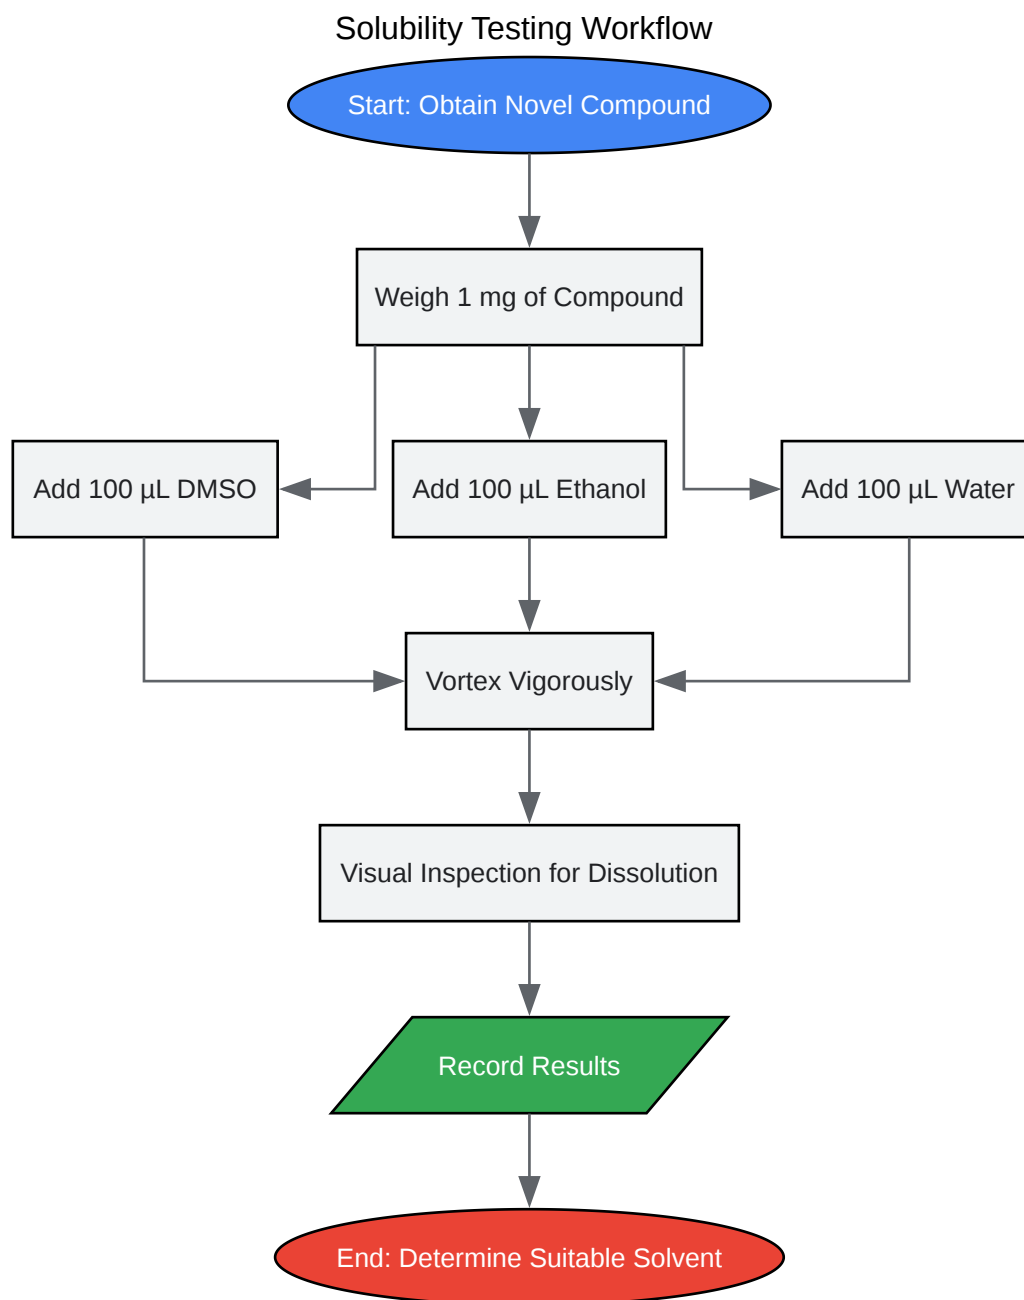 Solubility Testing Workflow
Start: Obtain Novel Compound
Weigh 1 mg of Compound
Add 100 µL DMSO
Add 100 µL Ethanol
Add 100 µL Water
Vortex Vigorously
Visual Inspection for Dissolution
Record Results
End: Determine Suitable Solvent